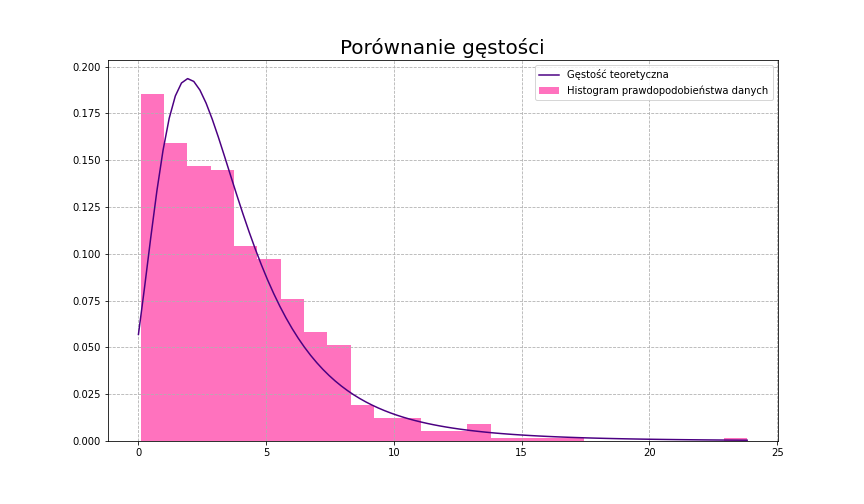 Porównanie gęstości
Gęstość teoretyczna
Histogram prawdopodobieństwa danych
0.200
0.175
0.150
0.125
0.100
0.075
0.050
0.025
0.000
0 5 10 15 20 25